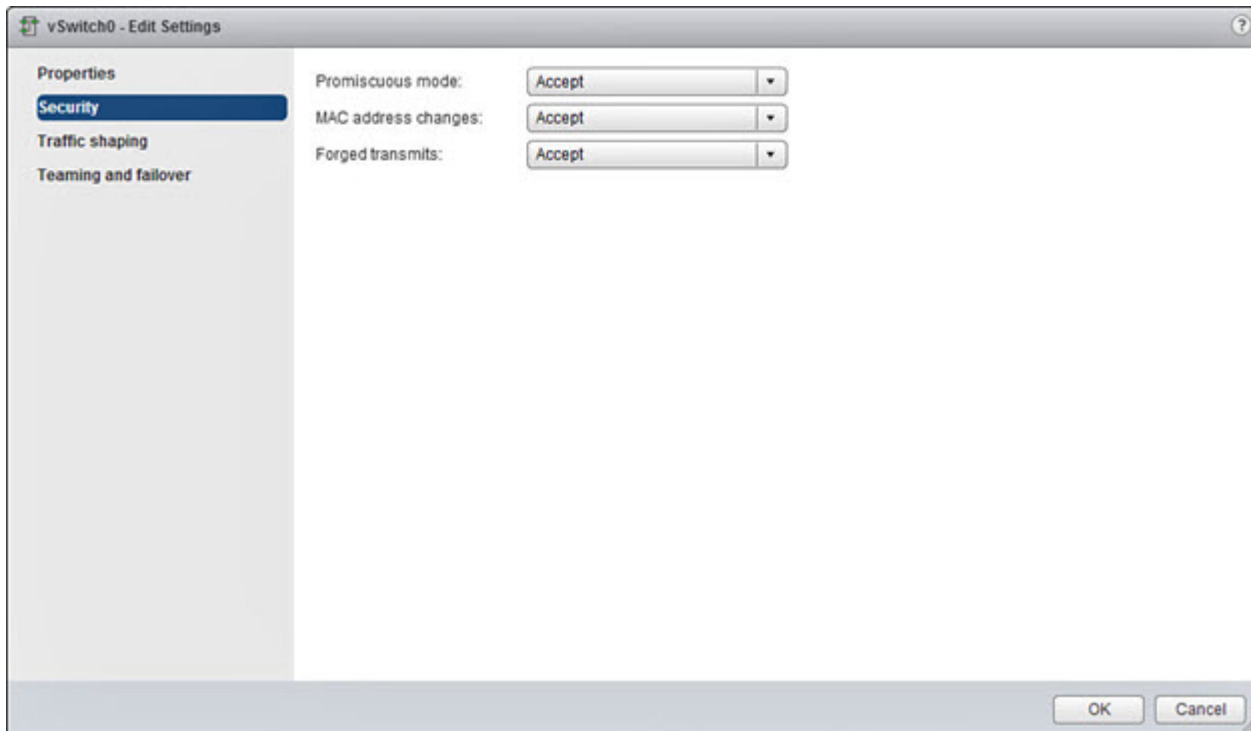 vSwitch0 - Edit Settings
?
Properties
Security
Traffic shaping
Teaming and failover
Promiscuous mode: Accept
MAC address changes: Accept
Forged transmits: Accept
OK Cancel